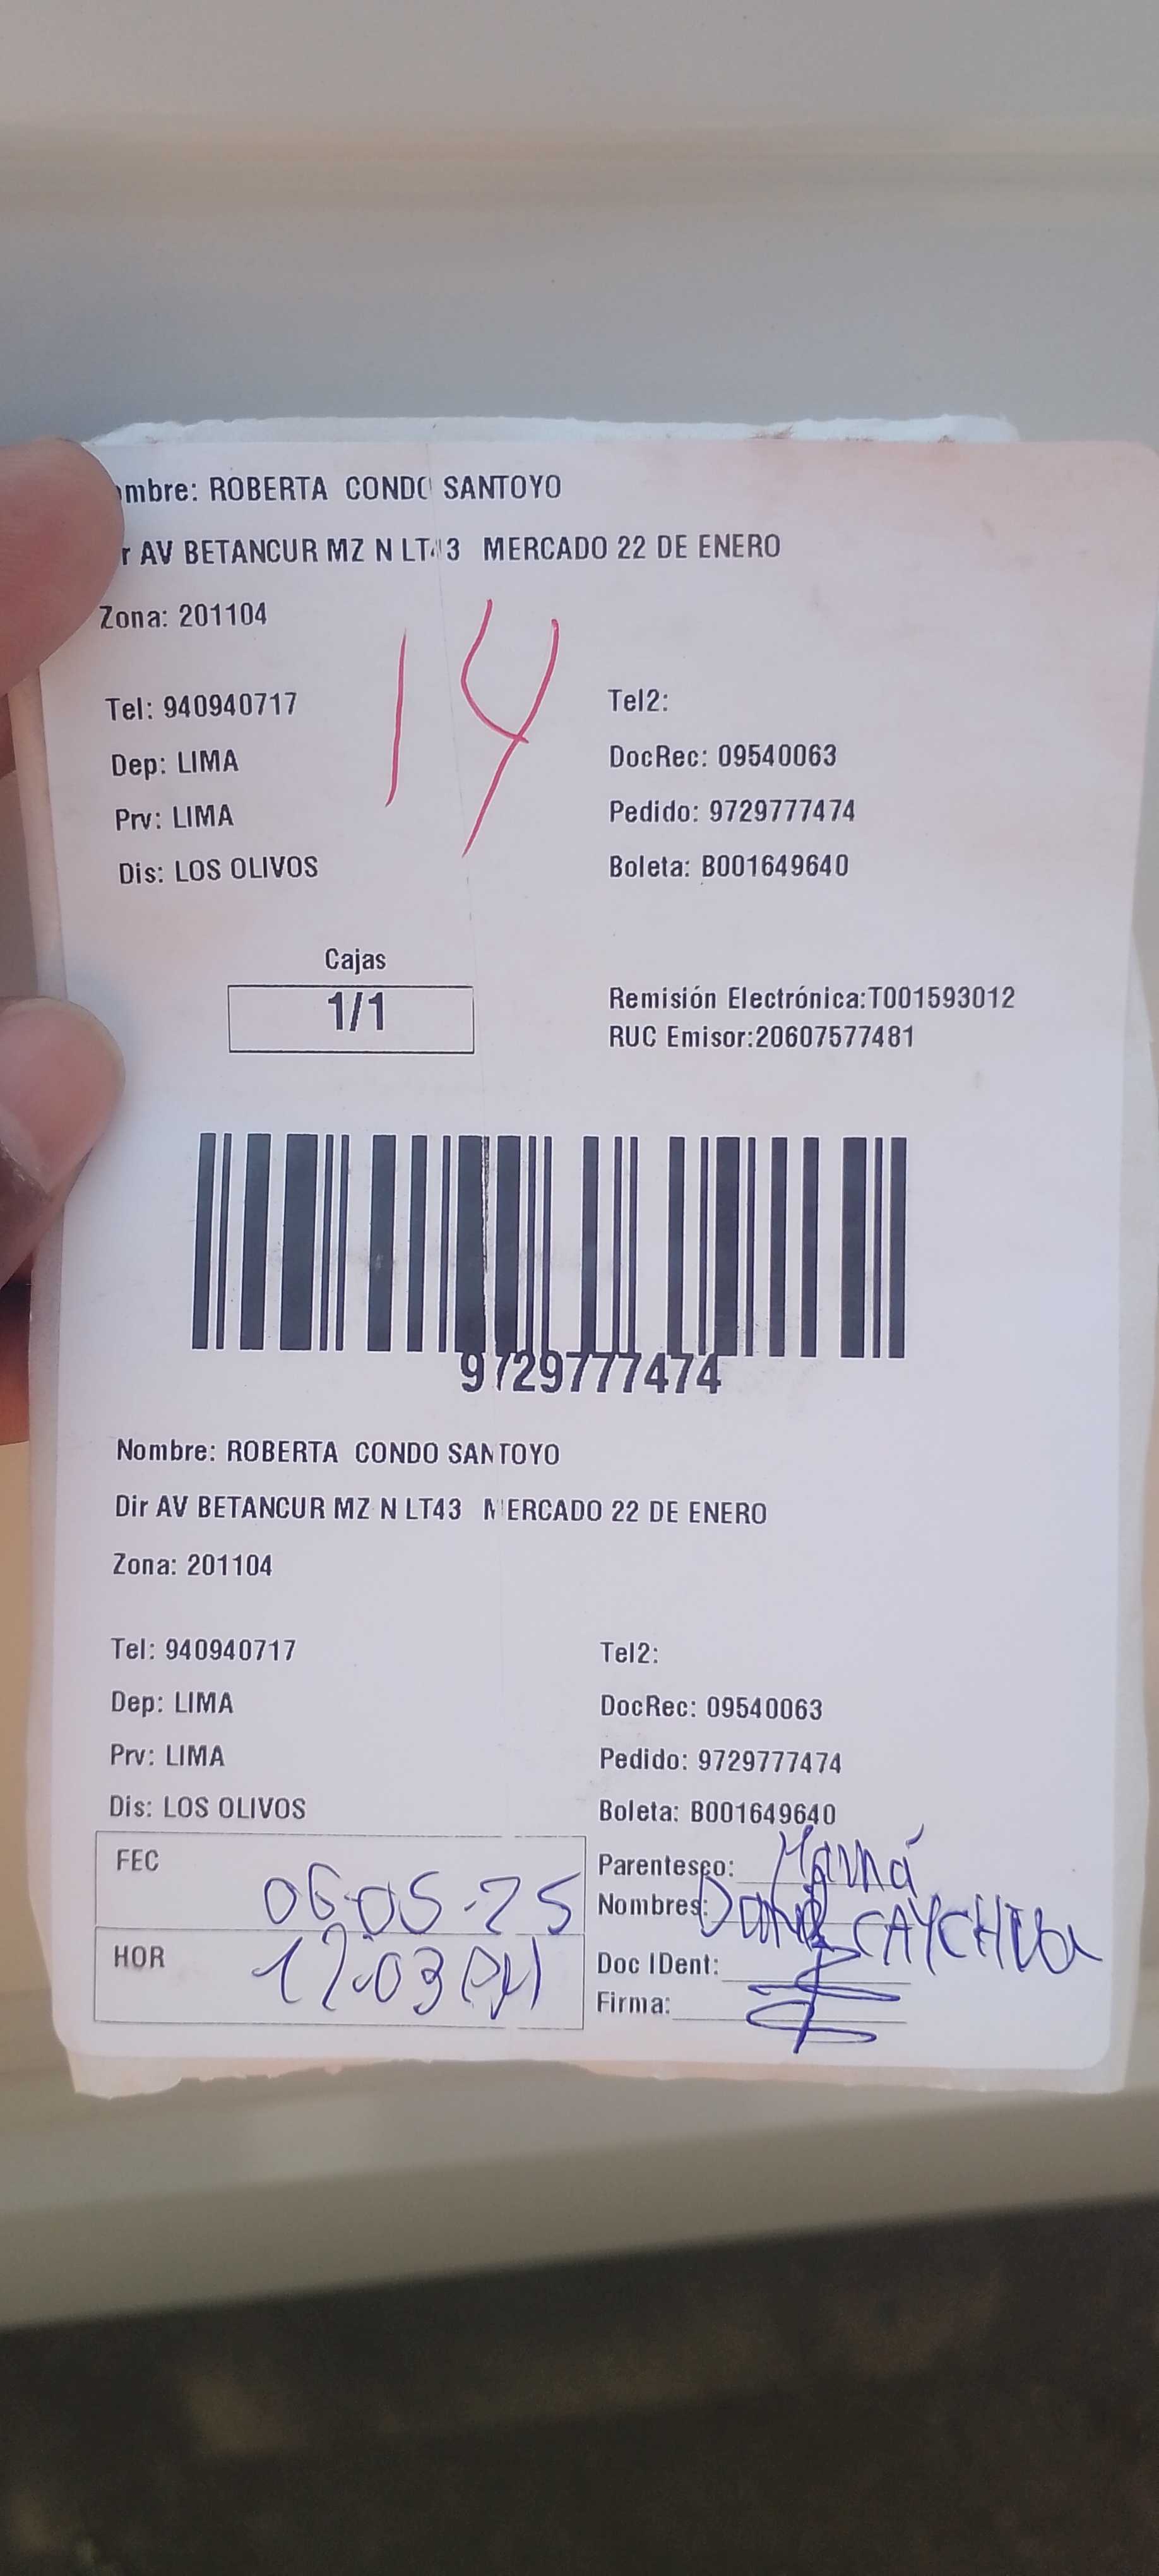 mbre: ROBERTA CONDO SANTOYO
r AV BETANCUR MZ N LT43 MERCADO 22 DE ENERO
Zona: 201104
14
Tel: 940940717
Tel2:
Dep: LIMA
DocRec: 09540063
Prv: LIMA
Pedido: 9729777474
Dis: LOS OLIVOS
Boleta: B001649640
Cajas
1/1
Remisión Electrónica:T001593012
RUC Emisor:20607577481
9729777474
Nombre: ROBERTA CONDO SANTOYO
Dir AV BETANCUR MZ N LT43 MERCADO 22 DE ENERO
Zona: 201104
Tel: 940940717
Tel2:
Dep: LIMA
DocRec: 09540063
Prv: LIMA
Pedido: 9729777474
Dis: LOS OLIVOS
Boleta: B001649640
FEC 06-05-25
Parentesco: Mamá
Nombres:
HOR
Doc IDent:
Firma: